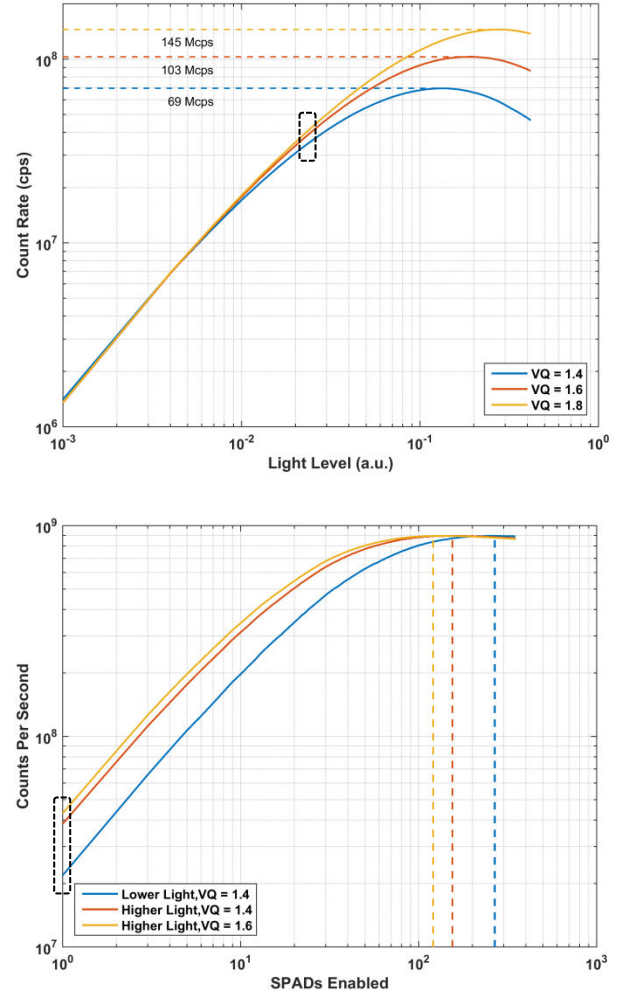 145 Mcps
103 Mcps
69 Mcps
10^8
10^7
10^6
Count Rate (cps)
VQ = 1.4
VQ = 1.6
VQ = 1.8
10^-3
10^-2
10^-1
10^0
Light Level (a.u.)
10^9
10^8
10^7
Counts Per Second
Lower Light,VQ = 1.4
Higher Light,VQ = 1.4
Higher Light,VQ = 1.6
10^0
10^1
10^2
10^3
SPADs Enabled